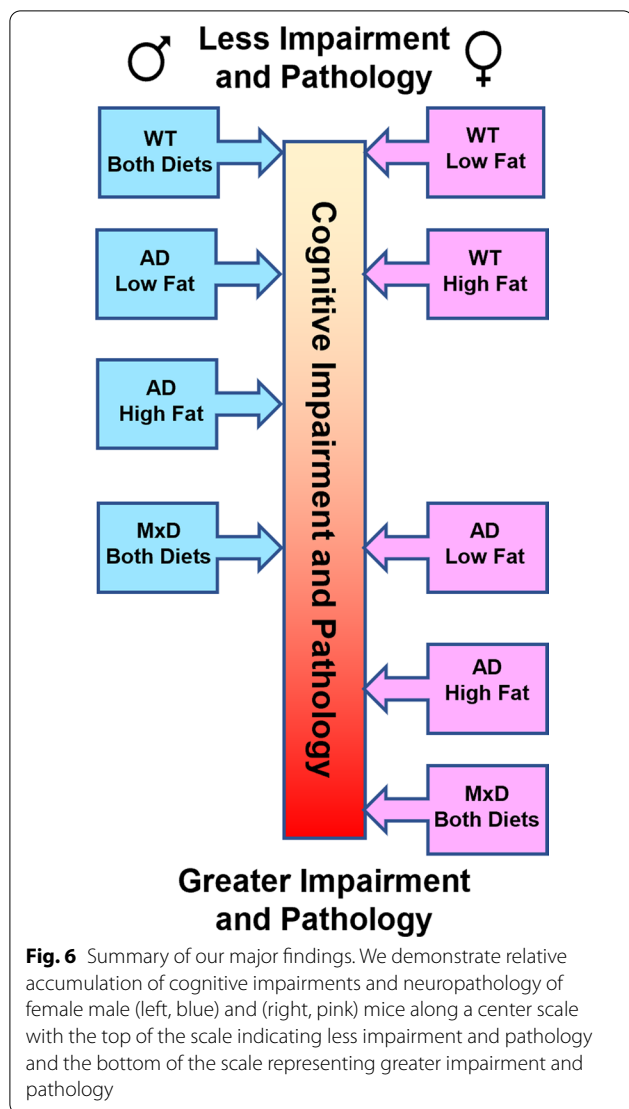 ♂ Less Impairment ♀
and Pathology
WT
Both Diets
WT
Low Fat
AD
Low Fat
WT
High Fat
AD
High Fat
MxD
Both Diets
AD
Low Fat
AD
High Fat
MxD
Both Diets
Cognitive Impairment and Pathology
Greater Impairment
and Pathology
Fig. 6 Summary of our major findings. We demonstrate relative
accumulation of cognitive impairments and neuropathology of
female male (left, blue) and (right, pink) mice along a center scale
with the top of the scale indicating less impairment and pathology
and the bottom of the scale representing greater impairment and
pathology